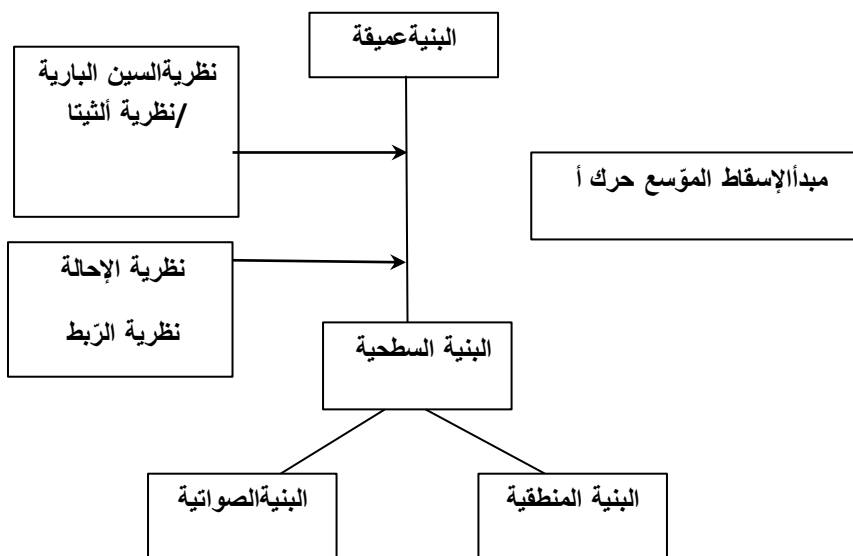 البنيةعميقة
نظريةالسين البارية
/نظرية ألثيتا
مبدأالإسقاط الموّسع حرك أ
نظرية الإحالة
نظرية الرّبط
البنية السطحية
البنية المنطقية
البنيةالصواتية